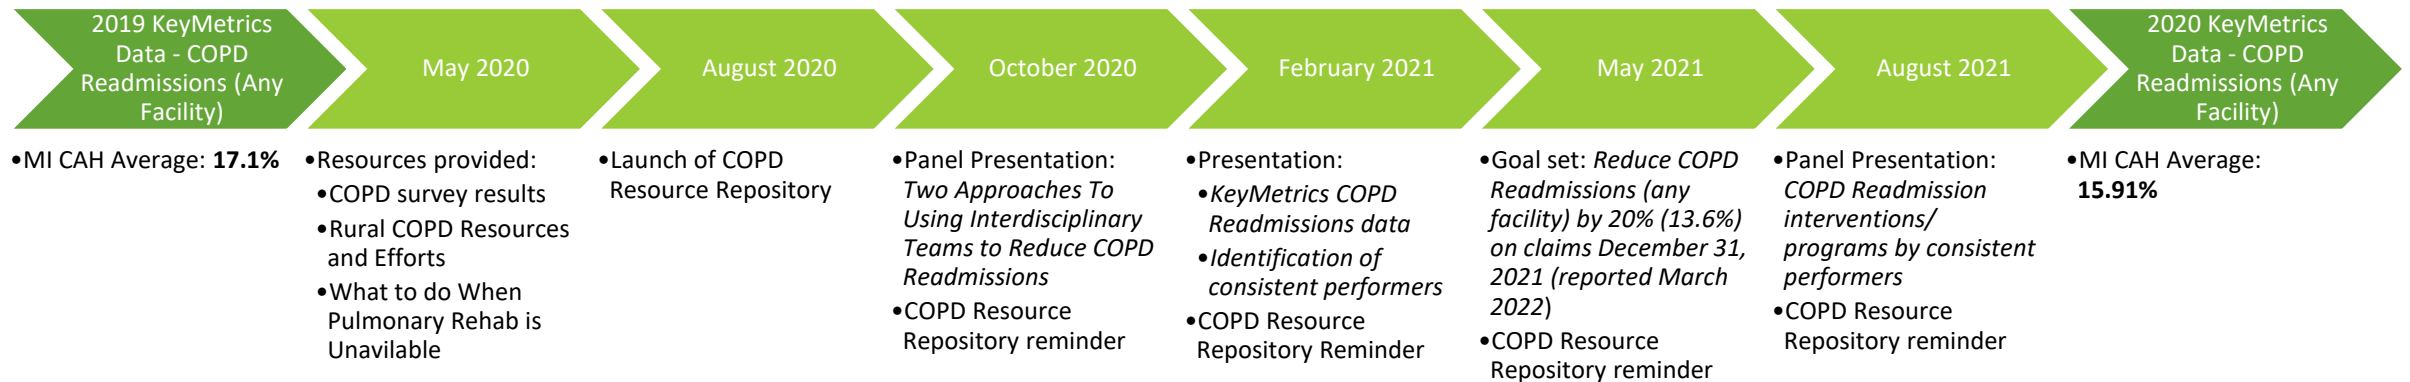 2019 KeyMetrics
Data - COPD
Readmissions (Any
Facility)
•MI CAH Average: 17.1%
May 2020
•Resources provided:
•COPD survey results
•Rural COPD Resources
and Efforts
•What to do When
Pulmonary Rehab is
Unavilable
August 2020
•Launch of COPD
Resource Repository
October 2020
•Panel Presentation:
Two Approaches To
Using Interdisciplinary
Teams to Reduce COPD
Readmissions
•COPD Resource
Repository reminder
February 2021
•Presentation:
•KeyMetrics COPD
Readmissions data
•Identification of
consistent performers
•COPD Resource
Repository Reminder
May 2021
•Goal set: Reduce COPD
Readmissions (any
facility) by 20% (13.6%)
on claims December 31,
2021 (reported March
2022)
•COPD Resource
Repository reminder
August 2021
•Panel Presentation:
COPD Readmission
interventions/
programs by consistent
performers
•COPD Resource
Repository reminder
2020 KeyMetrics
Data - COPD
Readmissions (Any
Facility)
•MI CAH Average:
15.91%